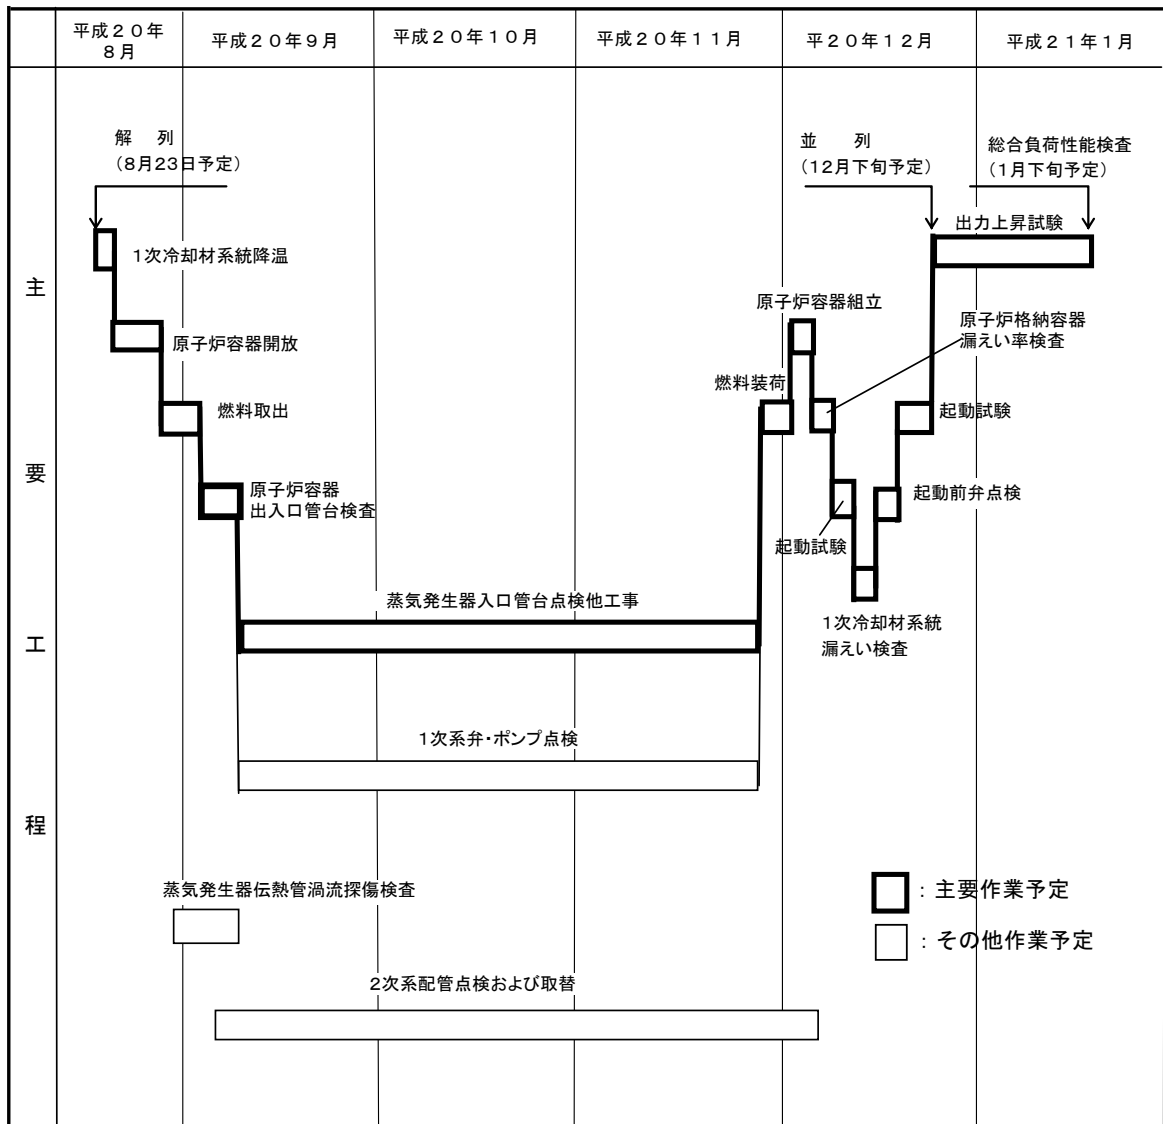 平成２０年
８月
平成２０年９月
平成２０年１０月
平成２０年１１月
平２０年１２月
平成２１年１月
解　列
（８月２３日予定）
並　列
（１２月下旬予定）
総合負荷性能検査
（１月下旬予定）
出力上昇試験
１次冷却材系統降温
主
原子炉容器組立
原子炉格納容器
漏えい率検査
原子炉容器開放
燃料装荷
燃料取出
起動試験
要
原子炉容器
出入口管台検査
起動前弁点検
起動試験
蒸気発生器入口管台点検他工事
１次冷却材系統
漏えい検査
工
１次系弁・ポンプ点検
程
蒸気発生器伝熱管渦流探傷検査
：主要作業予定
：その他作業予定
２次系配管点検および取替